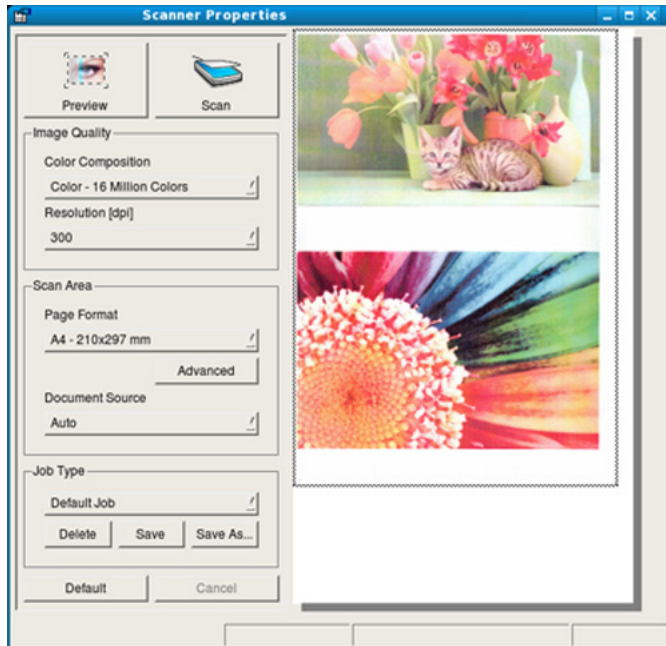 Scanner Properties
Preview
Scan
Image Quality
Color Composition
Color - 16 Million Colors
Resolution [dpi]
300
Scan Area
Page Format
A4 - 210x297 mm
Advanced
Document Source
Auto
Job Type
Default Job
Delete
Save
Save As...
Default
Cancel